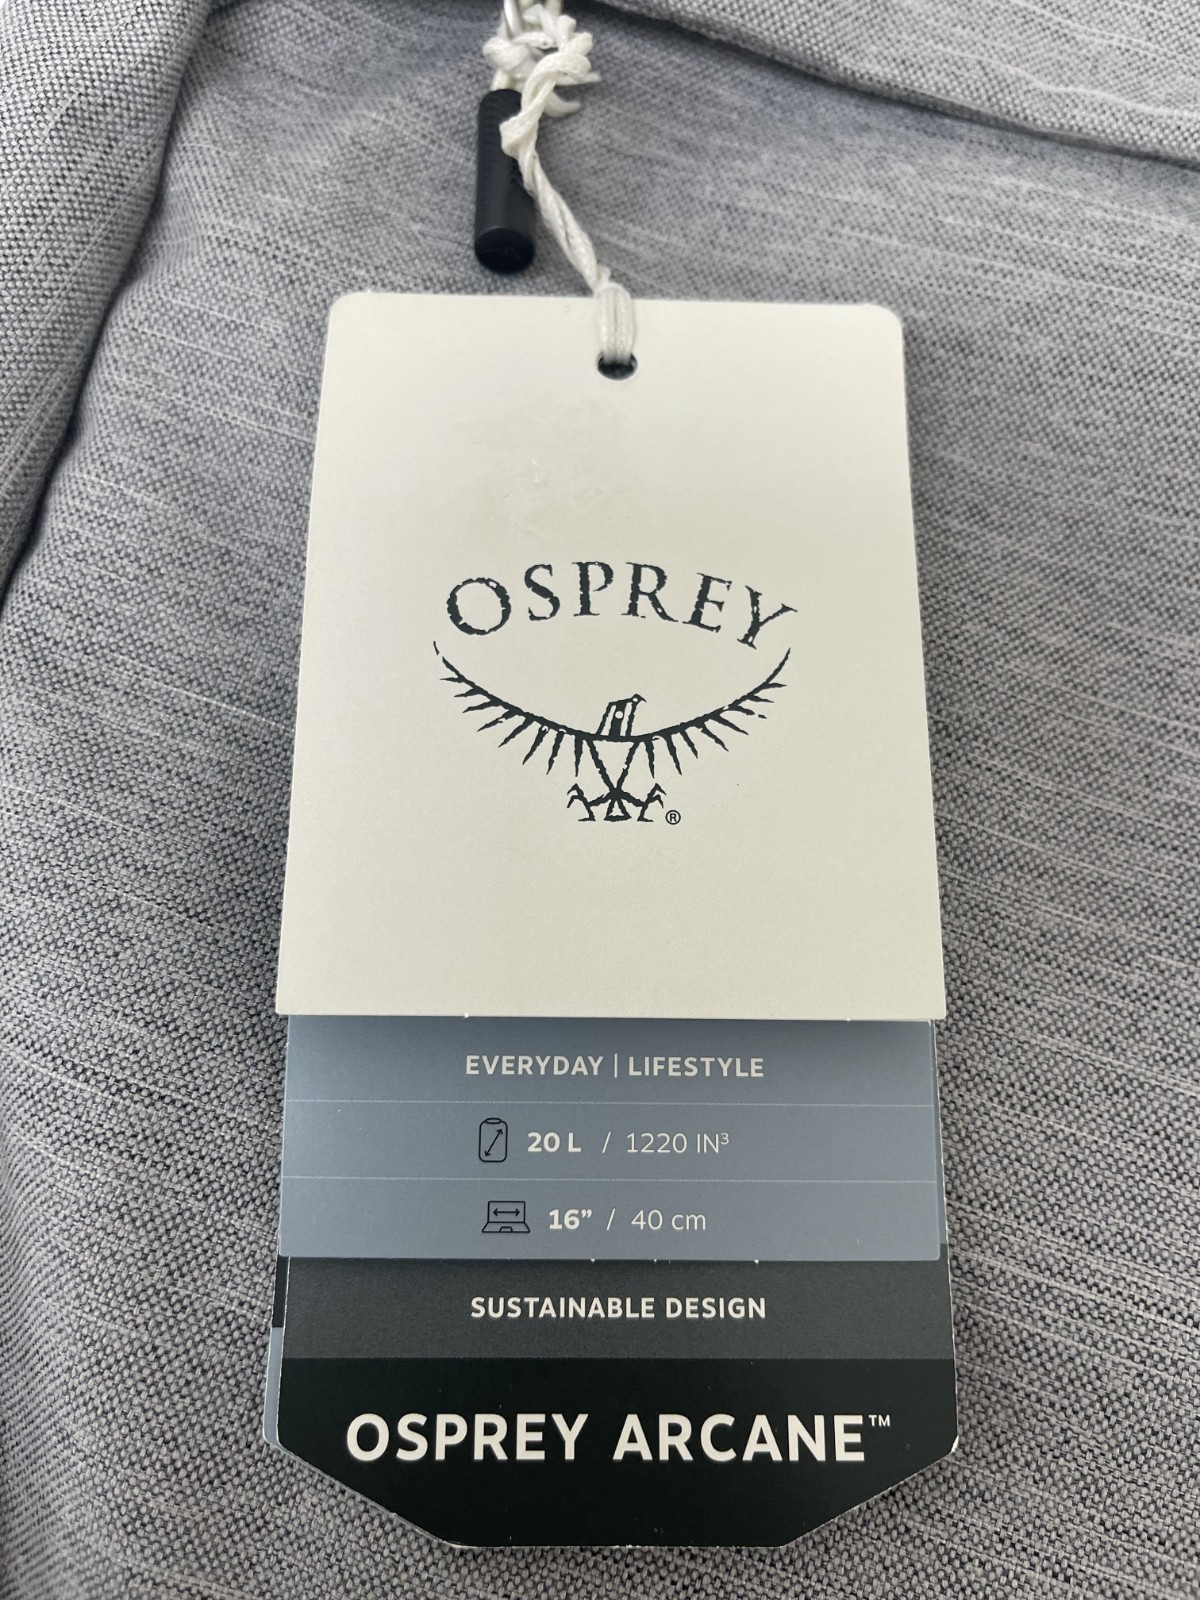 OSPREY
®
EVERYDAY | LIFESTYLE
20 L / 1220 IN³
16” / 40 cm
SUSTAINABLE DESIGN
OSPREY ARCANE™